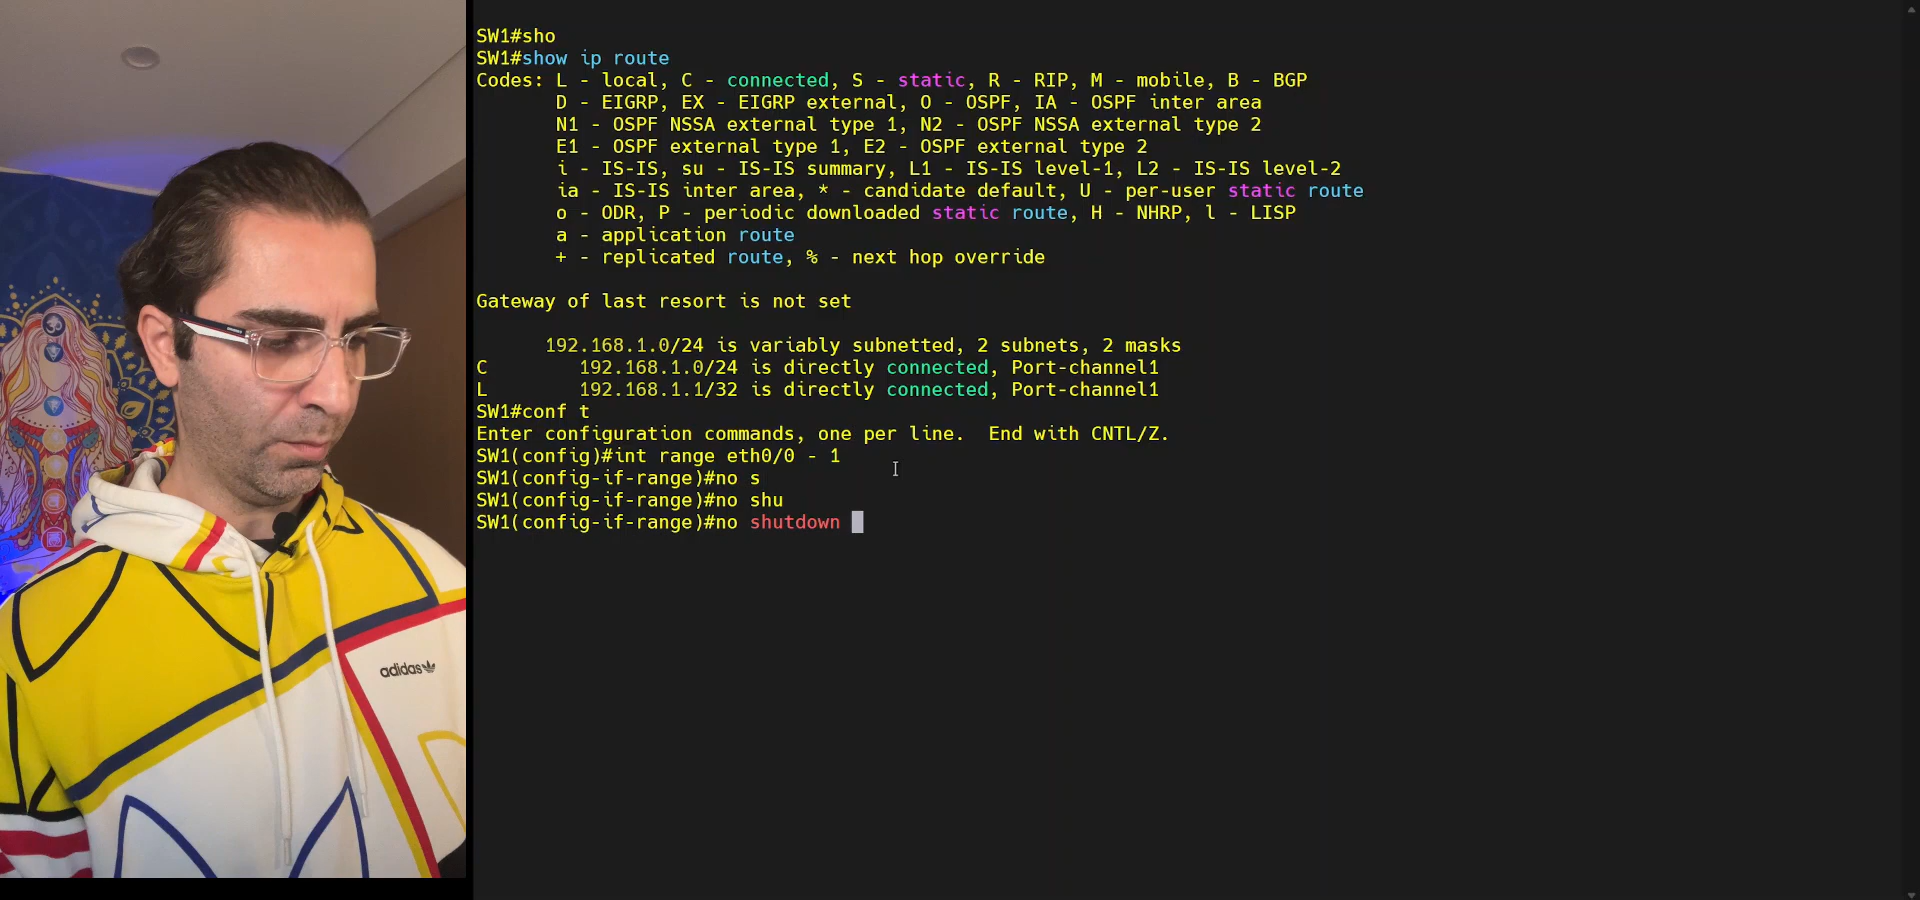 SW1#sho
SW1#show ip route
Codes: L - local, C - connected, S - static, R - RIP, M - mobile, B - BGP
D - EIGRP, EX - EIGRP external, O - OSPF, IA - OSPF inter area
N1 - OSPF NSSA external type 1, N2 - OSPF NSSA external type 2
E1 - OSPF external type 1, E2 - OSPF external type 2
i - IS-IS, su - IS-IS summary, L1 - IS-IS level-1, L2 - IS-IS level-2
ia - IS-IS inter area, * - candidate default, U - per-user static route
o - ODR, P - periodic downloaded static route, H - NHRP, l - LISP
a - application route
+ - replicated route, % - next hop override
Gateway of last resort is not set
192.168.1.0/24 is variably subnetted, 2 subnets, 2 masks
C 192.168.1.0/24 is directly connected, Port-channel1
L 192.168.1.1/32 is directly connected, Port-channel1
SW1#conf t
Enter configuration commands, one per line. End with CNTL/Z.
SW1(config)#int range eth0/0 - 1
SW1(config-if-range)#no s
SW1(config-if-range)#no shu
SW1(config-if-range)#no shutdown
adidas